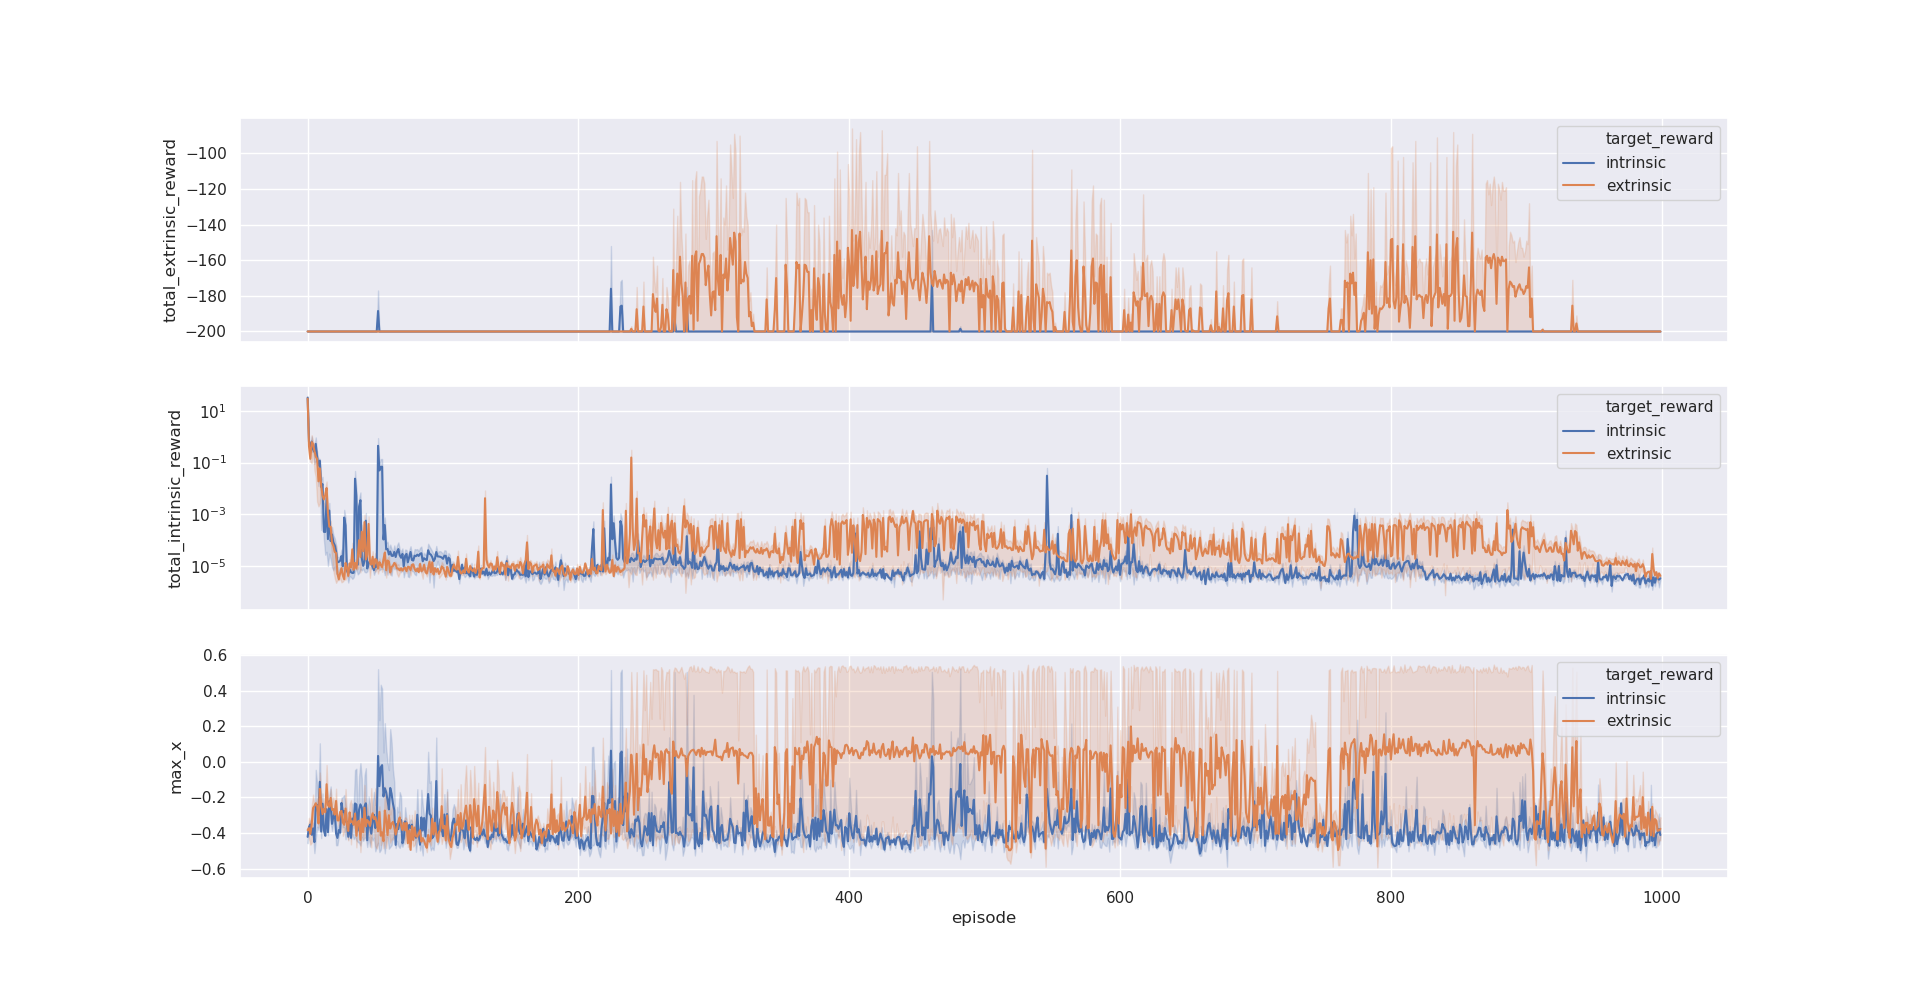 total_extrinsic_reward
−100
−120
−140
−160
−180
−200
target_reward
intrinsic
extrinsic
total_intrinsic_reward
10¹
10⁻¹
10⁻³
10⁻⁵
target_reward
intrinsic
extrinsic
max_x
0.6
0.4
0.2
0.0
−0.2
−0.4
−0.6
target_reward
intrinsic
extrinsic
0 200 400 600 800 1000
episode